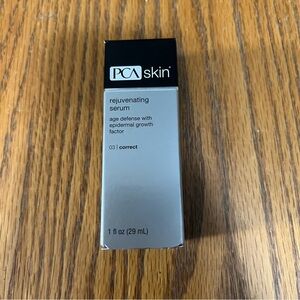 PCA skin®
rejuvenating
serum
age defense with
epidermal growth
factor
03 | correct
1 fl oz (29 mL)